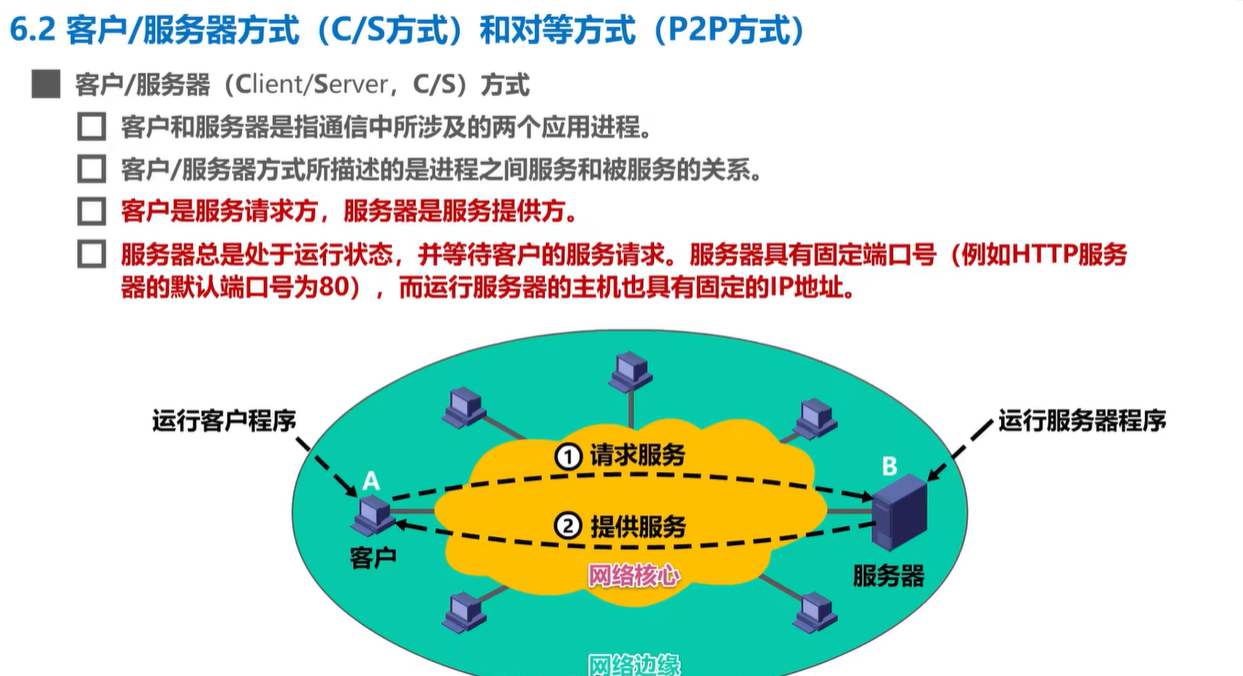 6.2 客户/服务器方式（C/S方式）和对等方式（P2P方式）
客户/服务器（Client/Server，C/S）方式
客户和服务器是指通信中所涉及的两个应用进程。
客户/服务器方式所描述的是进程之间服务和被服务的关系。
客户是服务请求方，服务器是服务提供方。
服务器总是处于运行状态，并等待客户的服务请求。服务器具有固定端口号（例如HTTP服务
器的默认端口号为80），而运行服务器的主机也具有固定的IP地址。
运行客户程序
运行服务器程序
① 请求服务
A
B
② 提供服务
客户
网络核心
服务器
网络边缘